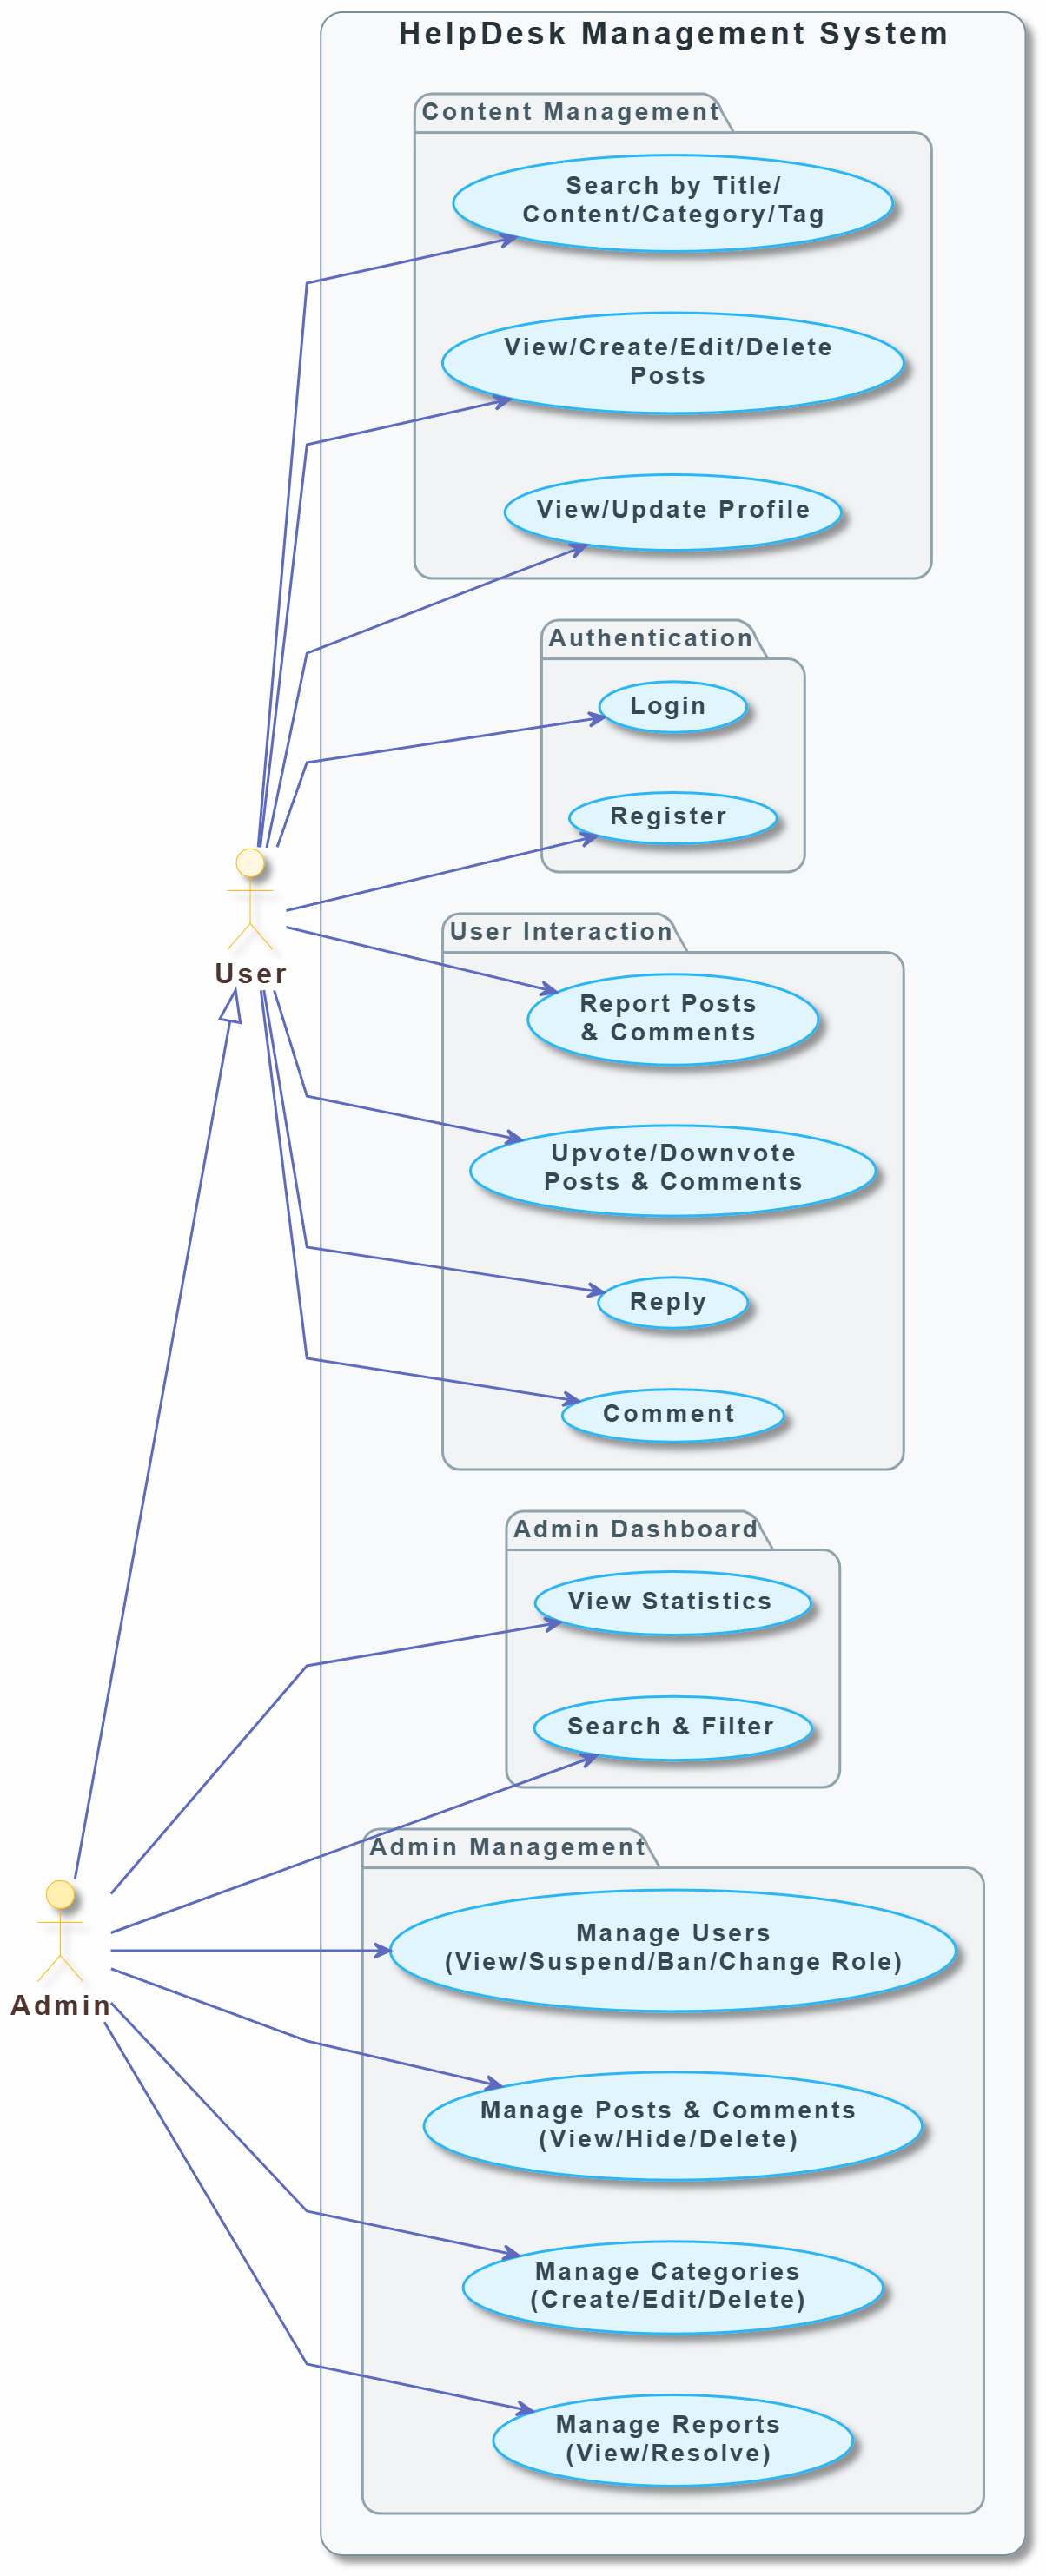 HelpDesk Management System
Content Management
Search by Title/
Content/Category/Tag
View/Create/Edit/Delete
Posts
View/Update Profile
Authentication
Login
Register
User
User Interaction
Report Posts
& Comments
Upvote/Downvote
Posts & Comments
Reply
Comment
Admin Dashboard
View Statistics
Search & Filter
Admin
Admin Management
Manage Users
(View/Suspend/Ban/Change Role)
Manage Posts & Comments
(View/Hide/Delete)
Manage Categories
(Create/Edit/Delete)
Manage Reports
(View/Resolve)